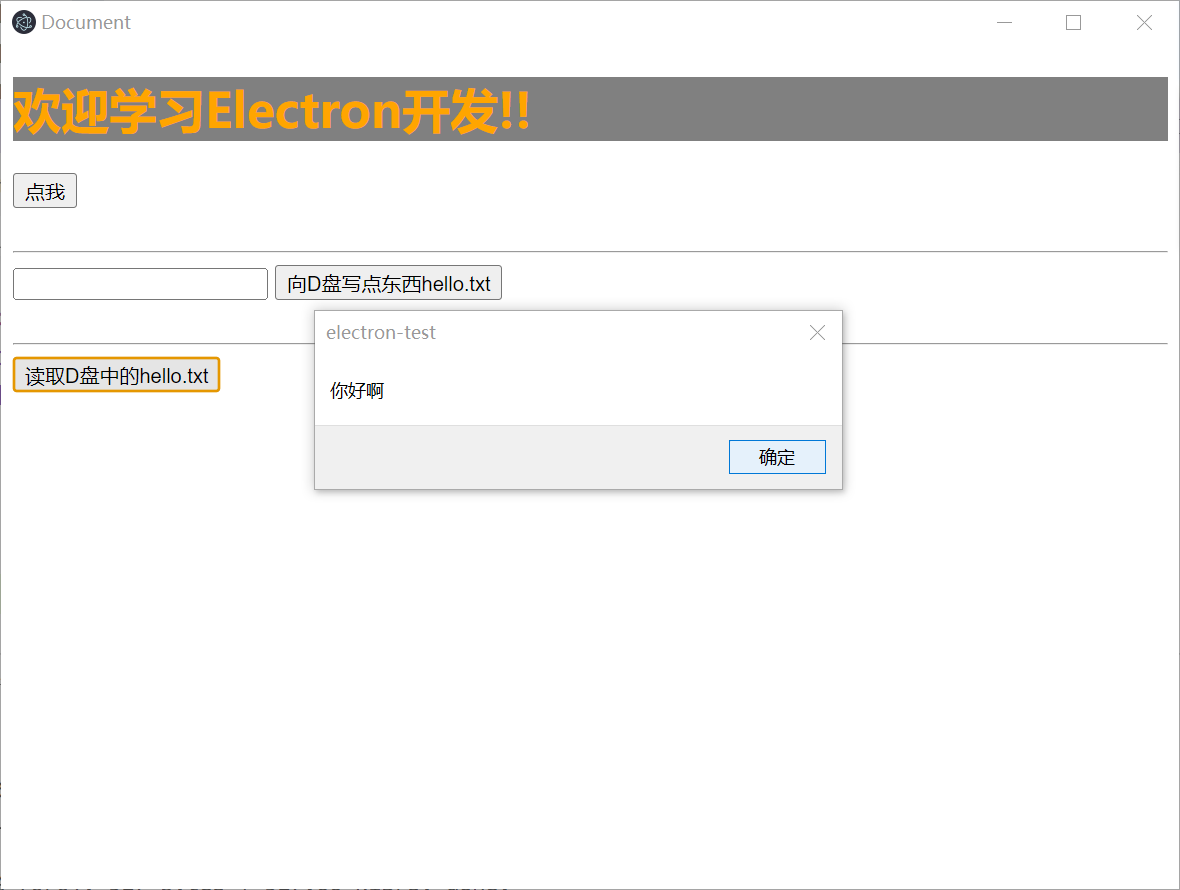 Document
欢迎学习Electron开发!!
点我
向D盘写点东西hello.txt
electron-test
读取D盘中的hello.txt
你好啊
确定